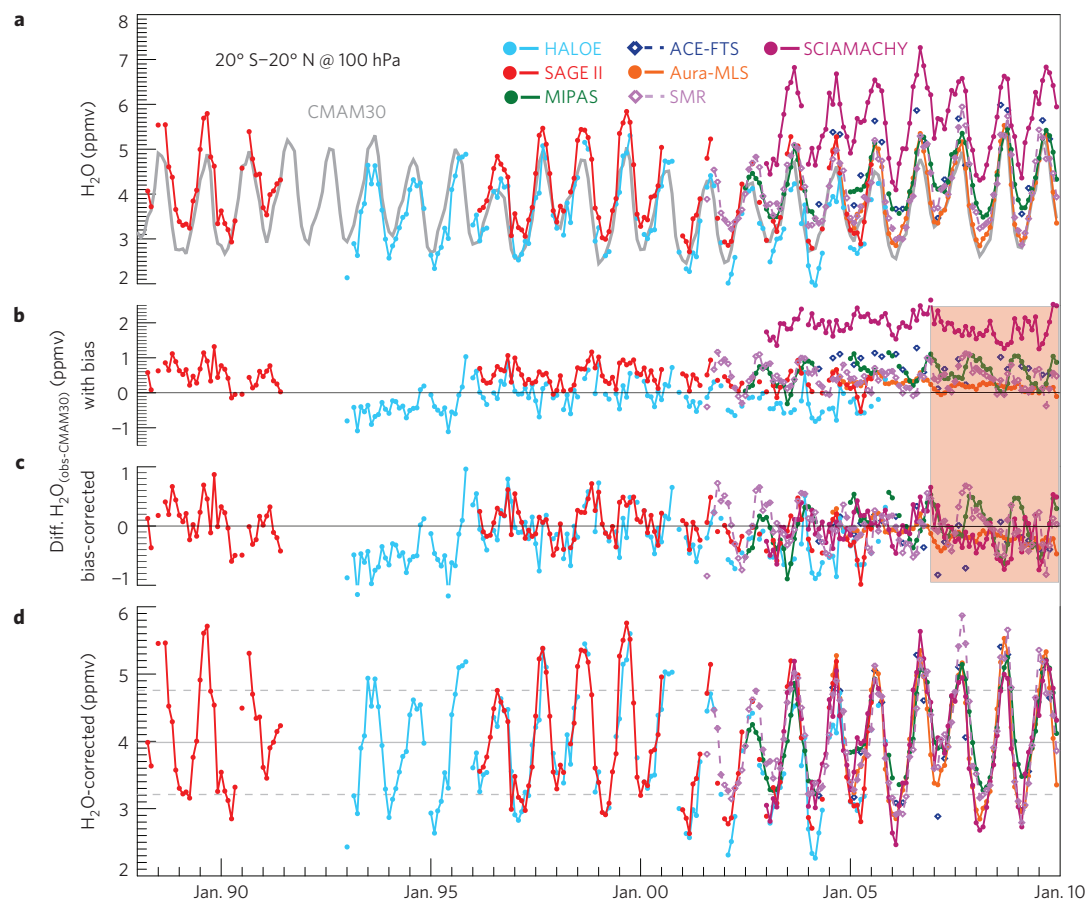 a
8
7
6
5
4
3
2
H₂O (ppmv)
20° S–20° N @ 100 hPa
CMAM30
HALOE
SAGE II
MIPAS
ACE-FTS
Aura-MLS
SMR
SCIAMACHY
b
2
1
0
−1
with bias
Diff. H₂O(obs-CMAM30) (ppmv)
c
1
0
−1
bias-corrected
d
6
5
4
3
2
H₂O-corrected (ppmv)
Jan. 90
Jan. 95
Jan. 00
Jan. 05
Jan. 10